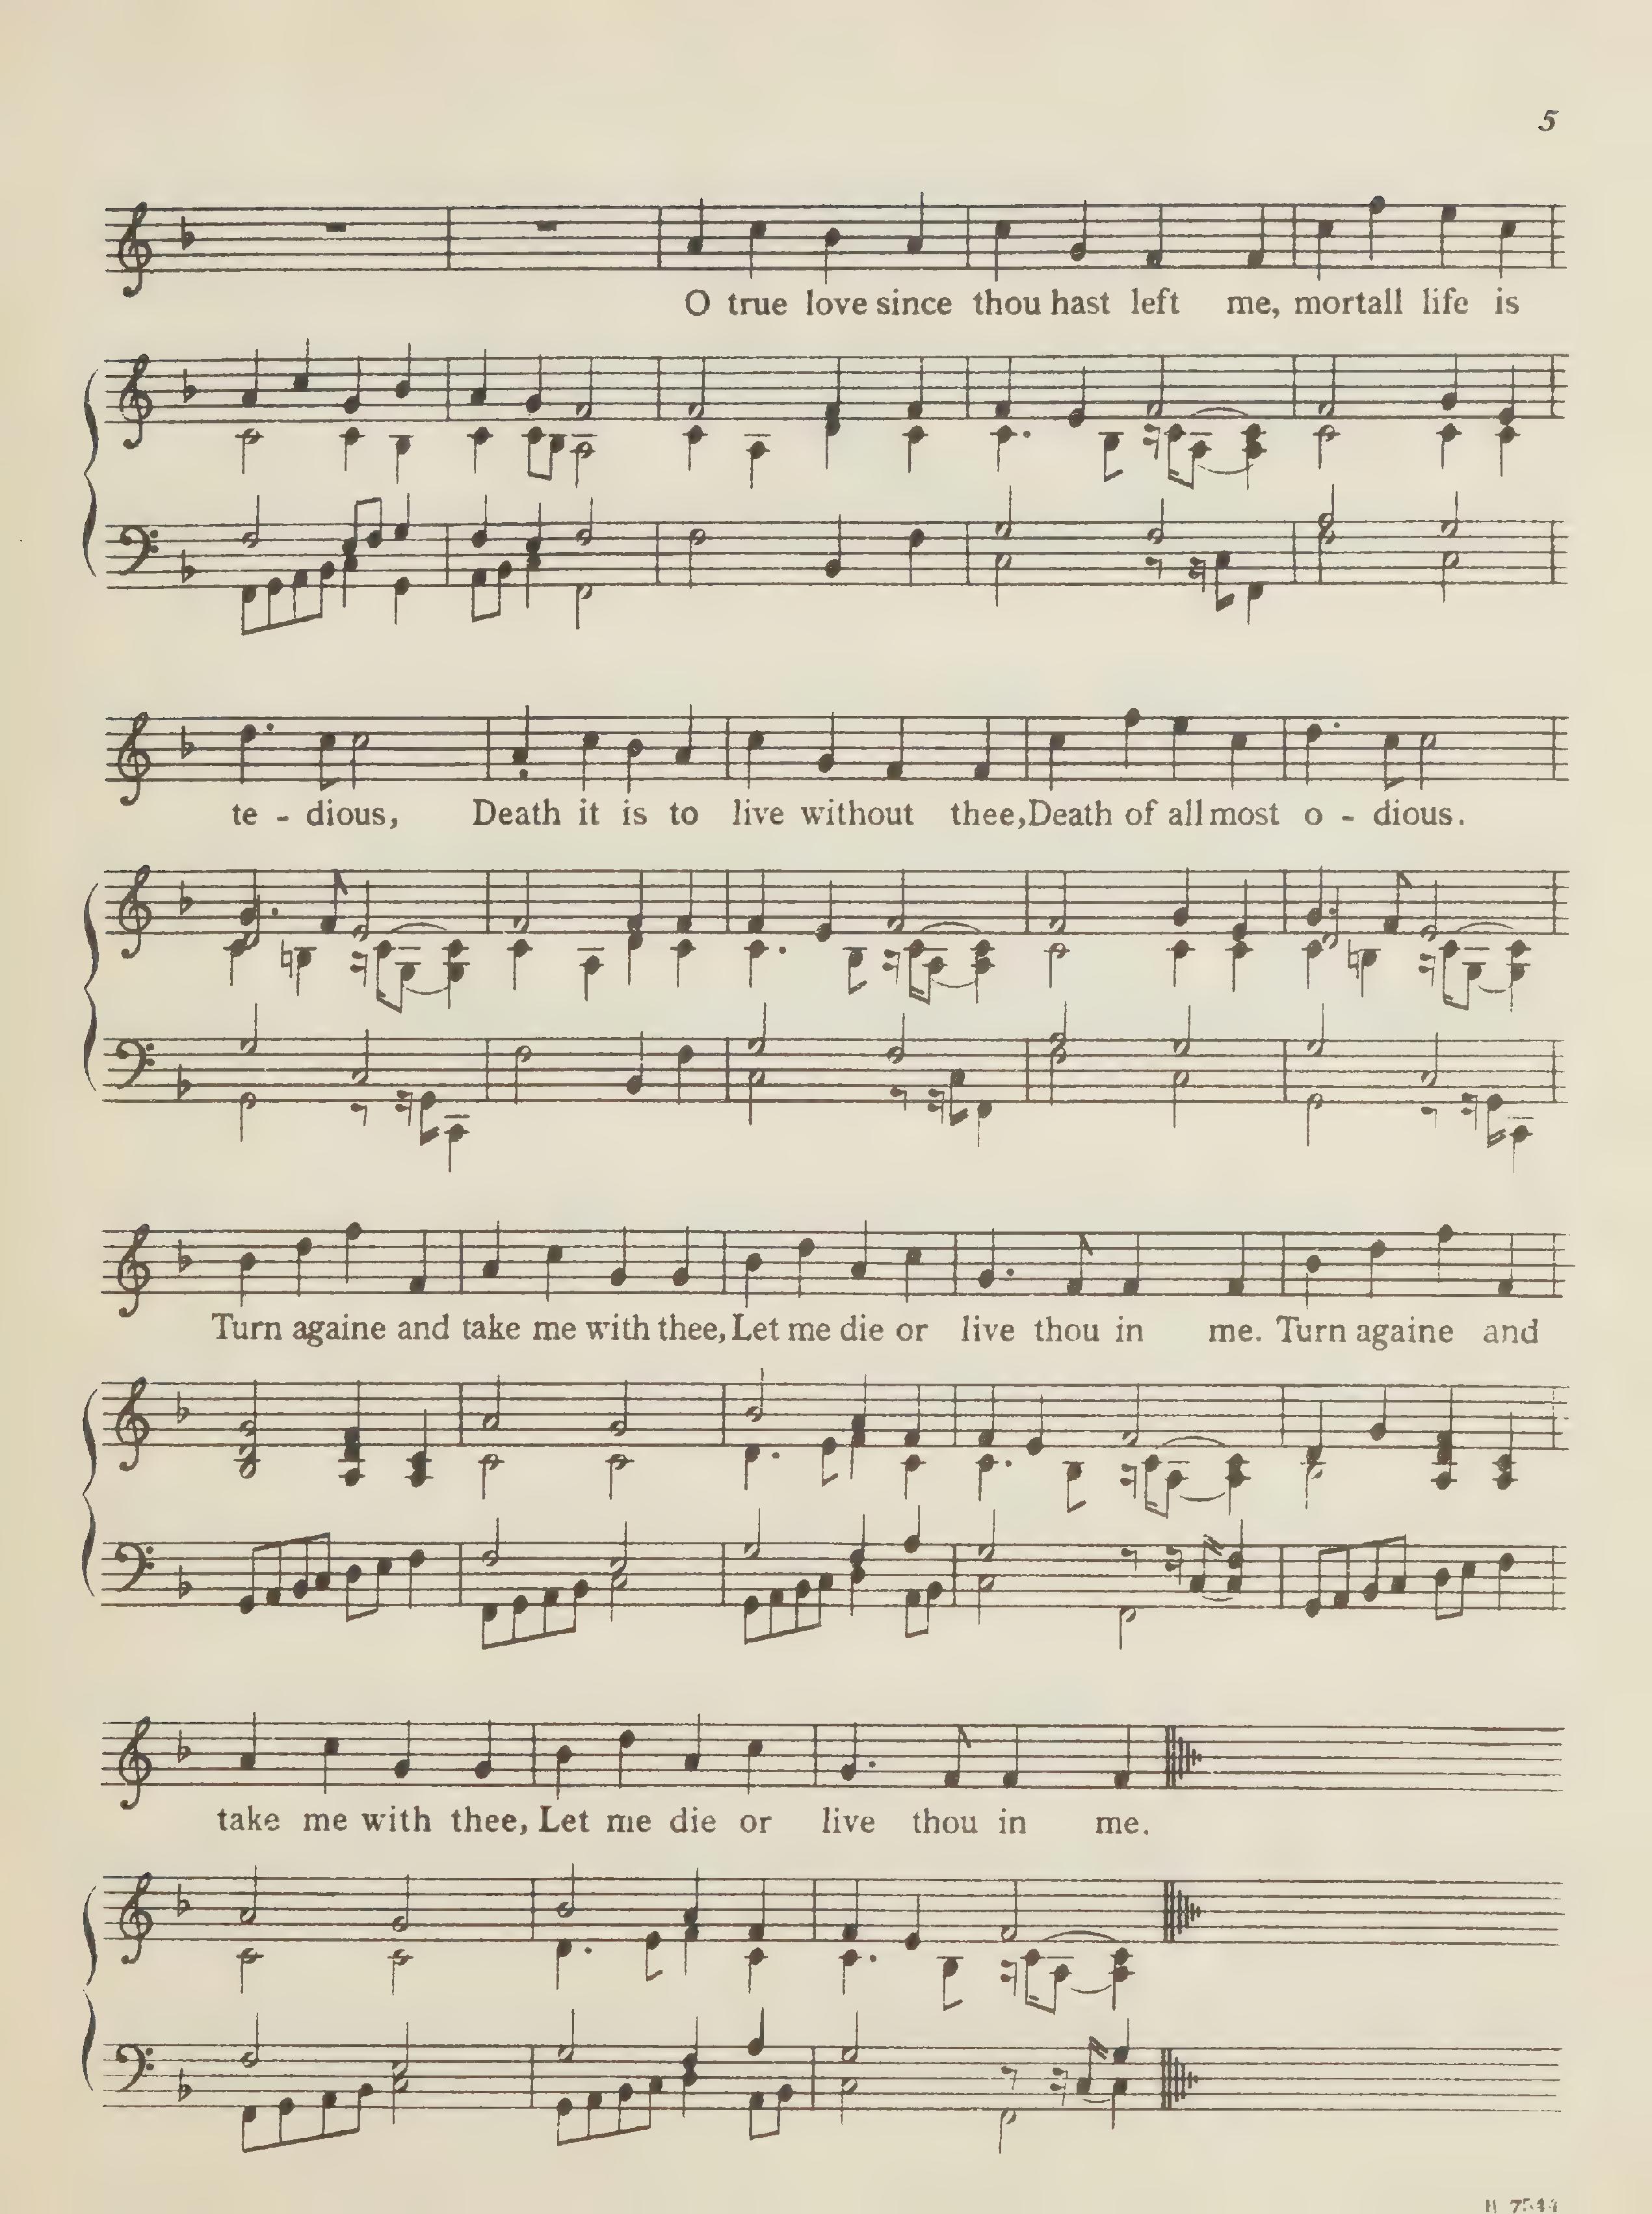 5
O true love since thou hast left me, mortall life is
te - dious, Death it is to live without thee, Death of all most o - dious.
Turn againe and take me with thee, Let me die or live thou in me. Turn againe and
take me with thee, Let me die or live thou in me.